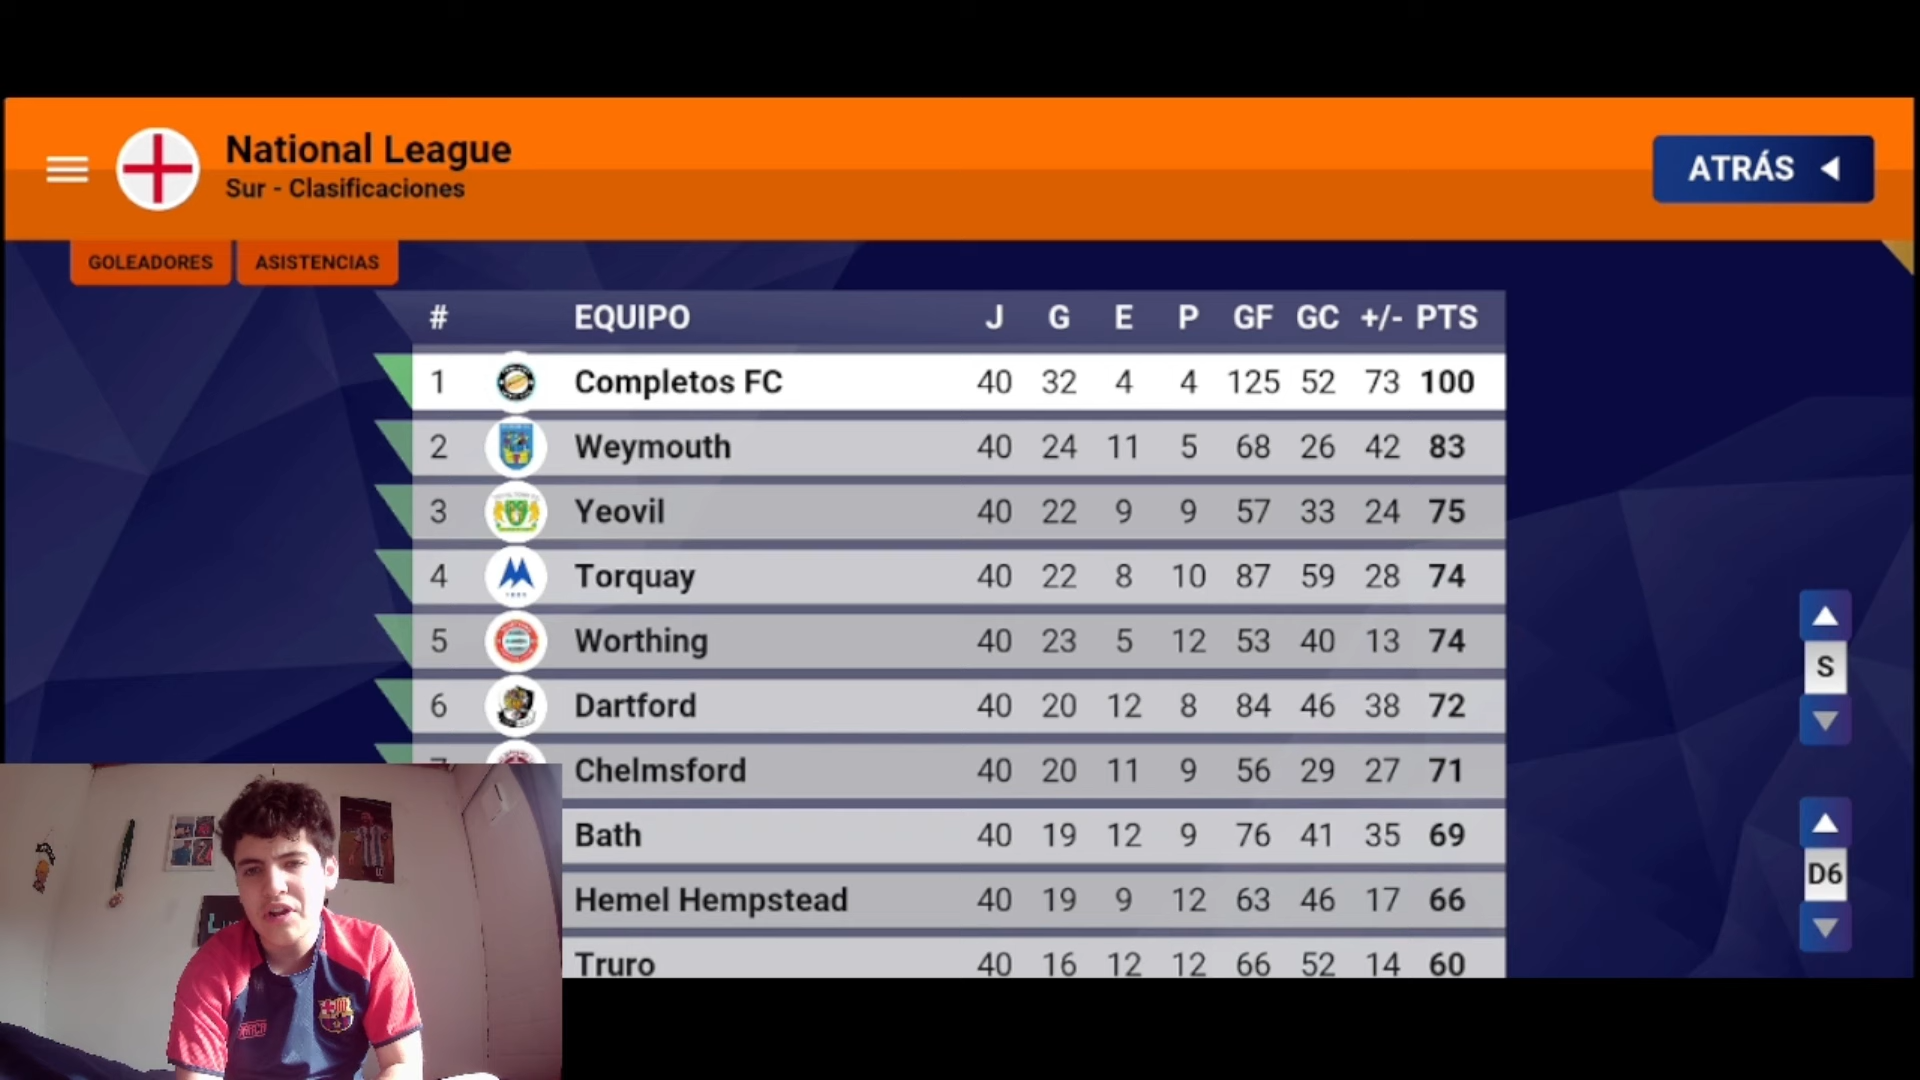 National League
Sur - Clasificaciones
ATRÁS
GOLEADORES ASISTENCIAS
# EQUIPO J G E P GF GC +/- PTS
1 Completos FC 40 32 4 4 125 52 73 100
2 Weymouth 40 24 11 5 68 26 42 83
3 Yeovil 40 22 9 9 57 33 24 75
4 Torquay 40 22 8 10 87 59 28 74
5 Worthing 40 23 5 12 53 40 13 74
6 Dartford 40 20 12 8 84 46 38 72
Chelmsford 40 20 11 9 56 29 27 71
Bath 40 19 12 9 76 41 35 69
Hemel Hempstead 40 19 9 12 63 46 17 66
Truro 40 16 12 12 66 52 14 60
S
D6